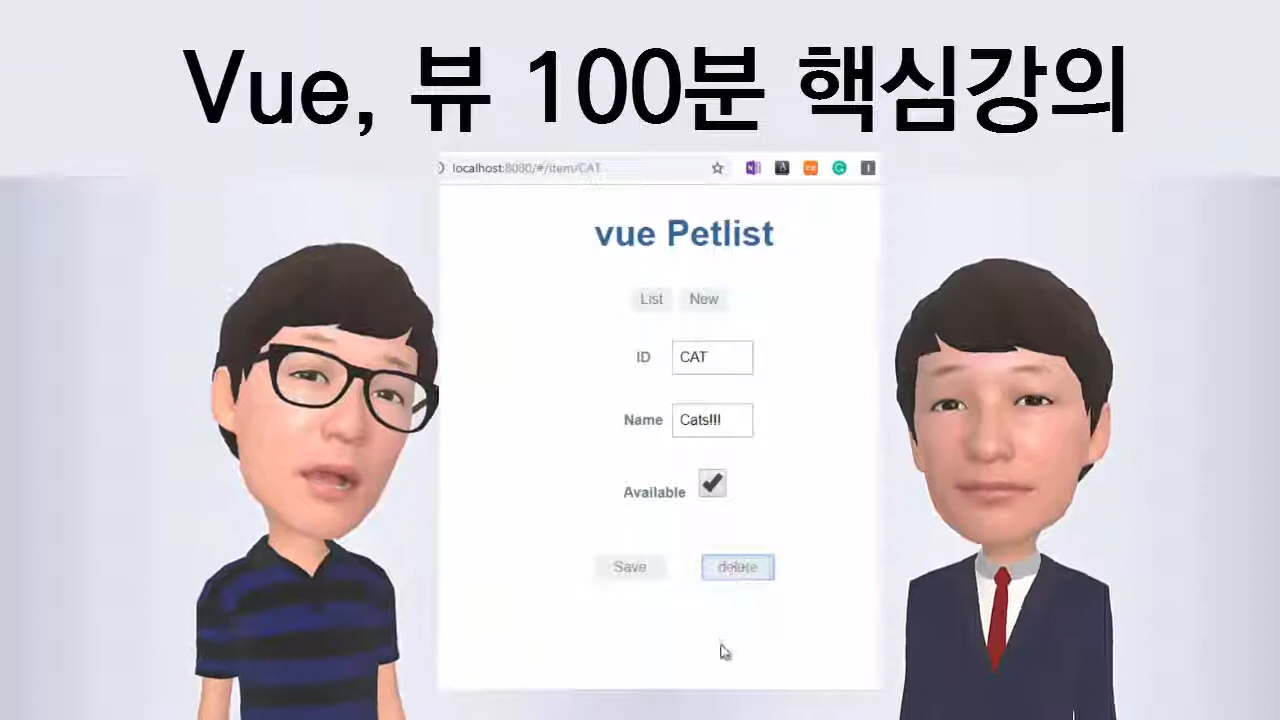 Vue, 뷰 100분 핵심강의
localhost:8080/#/item/CAT
vue Petlist
List New
ID CAT
Name Cats!!!
Available
Save delete